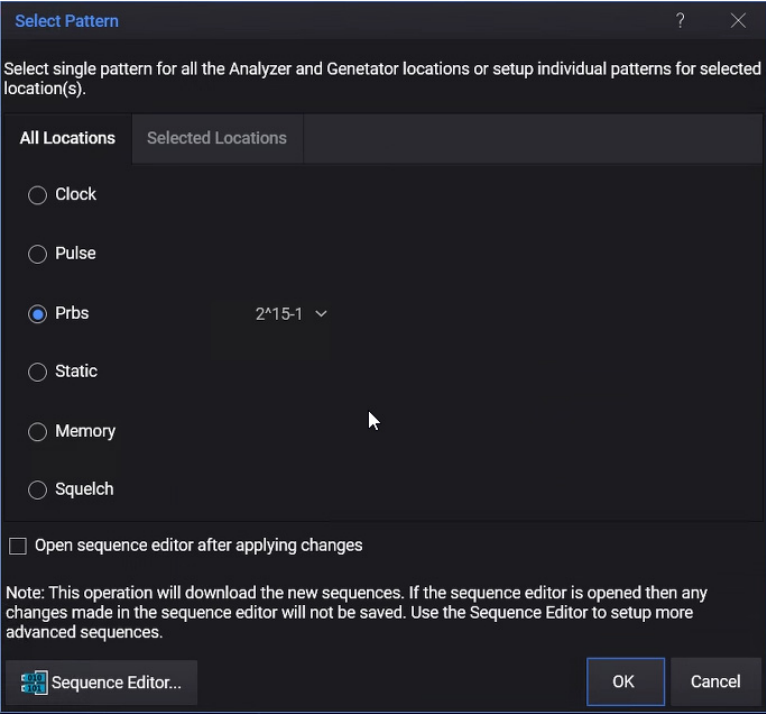 Select Pattern
?
Select single pattern for all the Analyzer and Genetator locations or setup individual patterns for selected
location(s).
All Locations Selected Locations
Clock
Pulse
Prbs 2^15-1
Static
Memory
Squelch
Open sequence editor after applying changes
Note: This operation will download the new sequences. If the sequence editor is opened then any
changes made in the sequence editor will not be saved. Use the Sequence Editor to setup more
advanced sequences.
010
101
Sequence Editor... OK Cancel